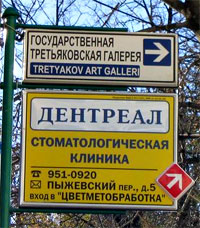 ГОСУДАРСТВЕННАЯ
ТРЕТЬЯКОВСКАЯ ГАЛЕРЕЯ
TRETYAKOV ART GALLERI
ДЕНТРЕАЛ
СТОМАТОЛОГИЧЕСКАЯ
КЛИНИКА
☎ 951-0920
✉ ПЫЖЕВСКИЙ ПЕР., Д.5
ВХОД В "ЦВЕТМЕТОБРАБОТКА"